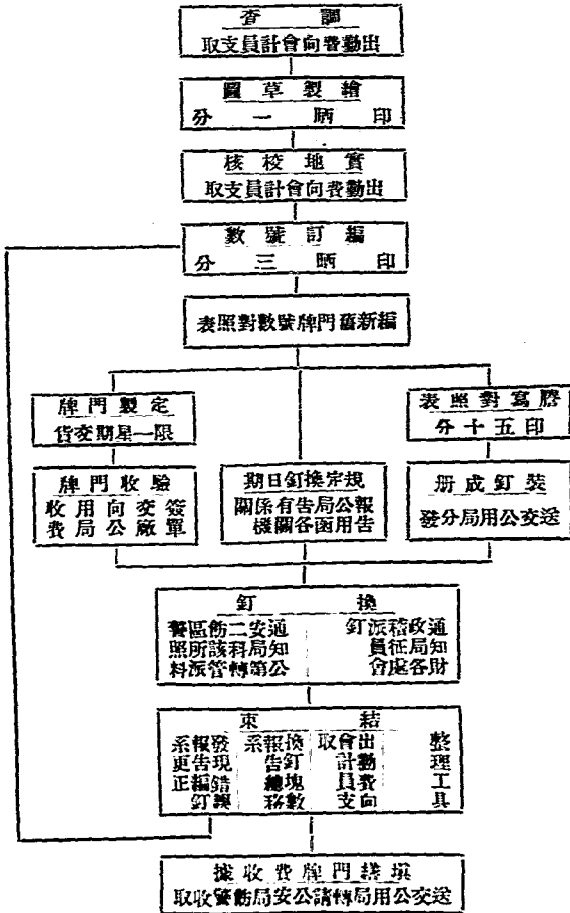 調查
出勤費向會計員支取
繪製草圖
印晒一分
實地校核
出勤費向會計員支取
編訂號數
印晒三分
編新舊門牌號數對照表
定製門牌
限一星期交貨
謄寫對照表
印五十分
驗收門牌
簽單交廠向公用局收費
規定換釘日期
報告公用局函告各有關係機關
裝釘成册
送交公用局分發
換釘
通知財政局各稽征處派員會釘
通知公安局第二科轉飭該管區所派警照料
結束
整理工具
出勤費向會計員支取
換釘塊數報告總務系
發現錯誤報告編釘系更正
填繕門牌費收據
送交公用局轉請公安局飭警收取